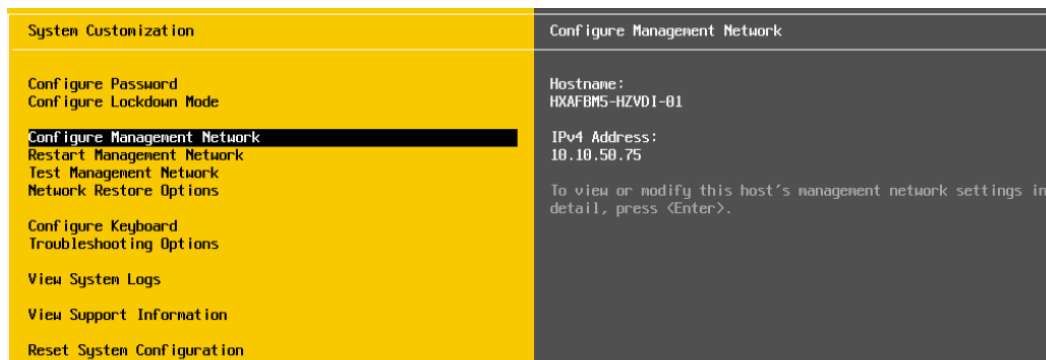 System Customization
Configure Password
Configure Lockdown Mode
Configure Management Network
Restart Management Network
Test Management Network
Network Restore Options
Configure Keyboard
Troubleshooting Options
View System Logs
View Support Information
Reset System Configuration
Configure Management Network
Hostname:
HXAFBM5-HZVDI-01
IPv4 Address:
10.10.50.75
To view or modify this host's management network settings in
detail, press <Enter>.